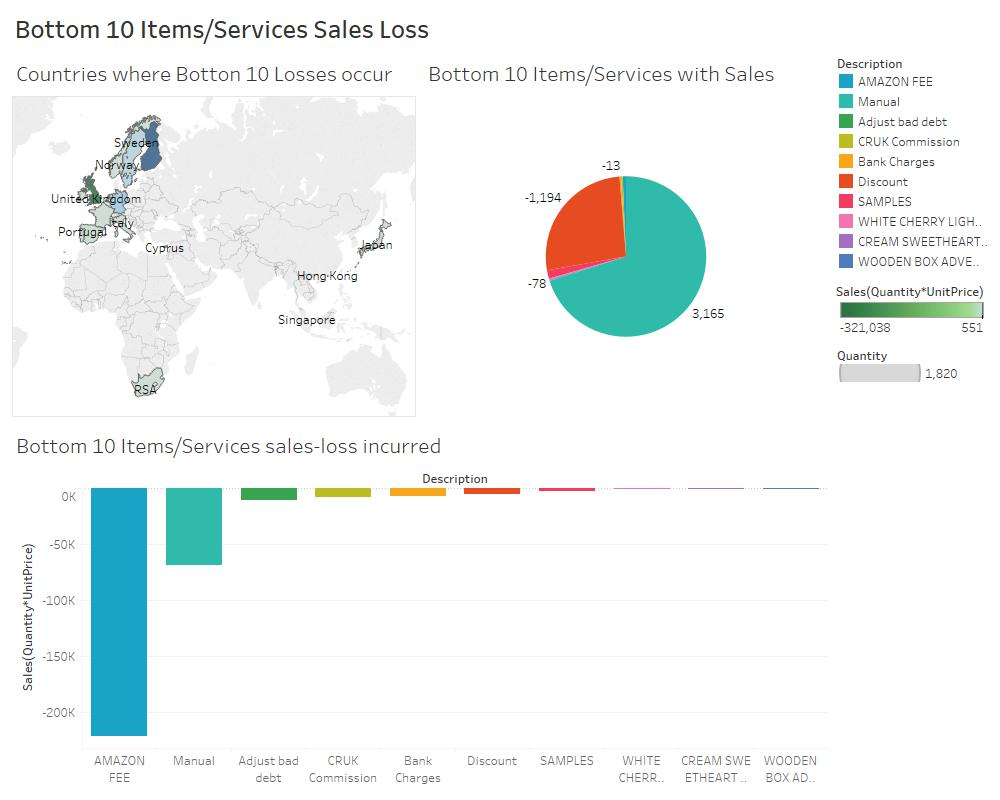 Bottom 10 Items/Services Sales Loss
Countries where Botton 10 Losses occur
Sweden
Norway
United Kingdom
Italy
Portugal
Cyprus
Japan
Hong Kong
Singapore
RSA
Bottom 10 Items/Services with Sales
-13
-1,194
-78
3,165
Description
AMAZON FEE
Manual
Adjust bad debt
CRUK Commission
Bank Charges
Discount
SAMPLES
WHITE CHERRY LIGH..
CREAM SWEETHEART..
WOODEN BOX ADVE..
Sales(Quantity*UnitPrice)
-321,038 551
Quantity
1,820
Bottom 10 Items/Services sales-loss incurred
Description
0K
-50K
-100K
-150K
-200K
Sales(Quantity*UnitPrice)
AMAZON
FEE
Manual
Adjust bad
debt
CRUK
Commission
Bank
Charges
Discount
SAMPLES
WHITE
CHERR..
CREAM SWE
ETHEART ..
WOODEN
BOX AD..